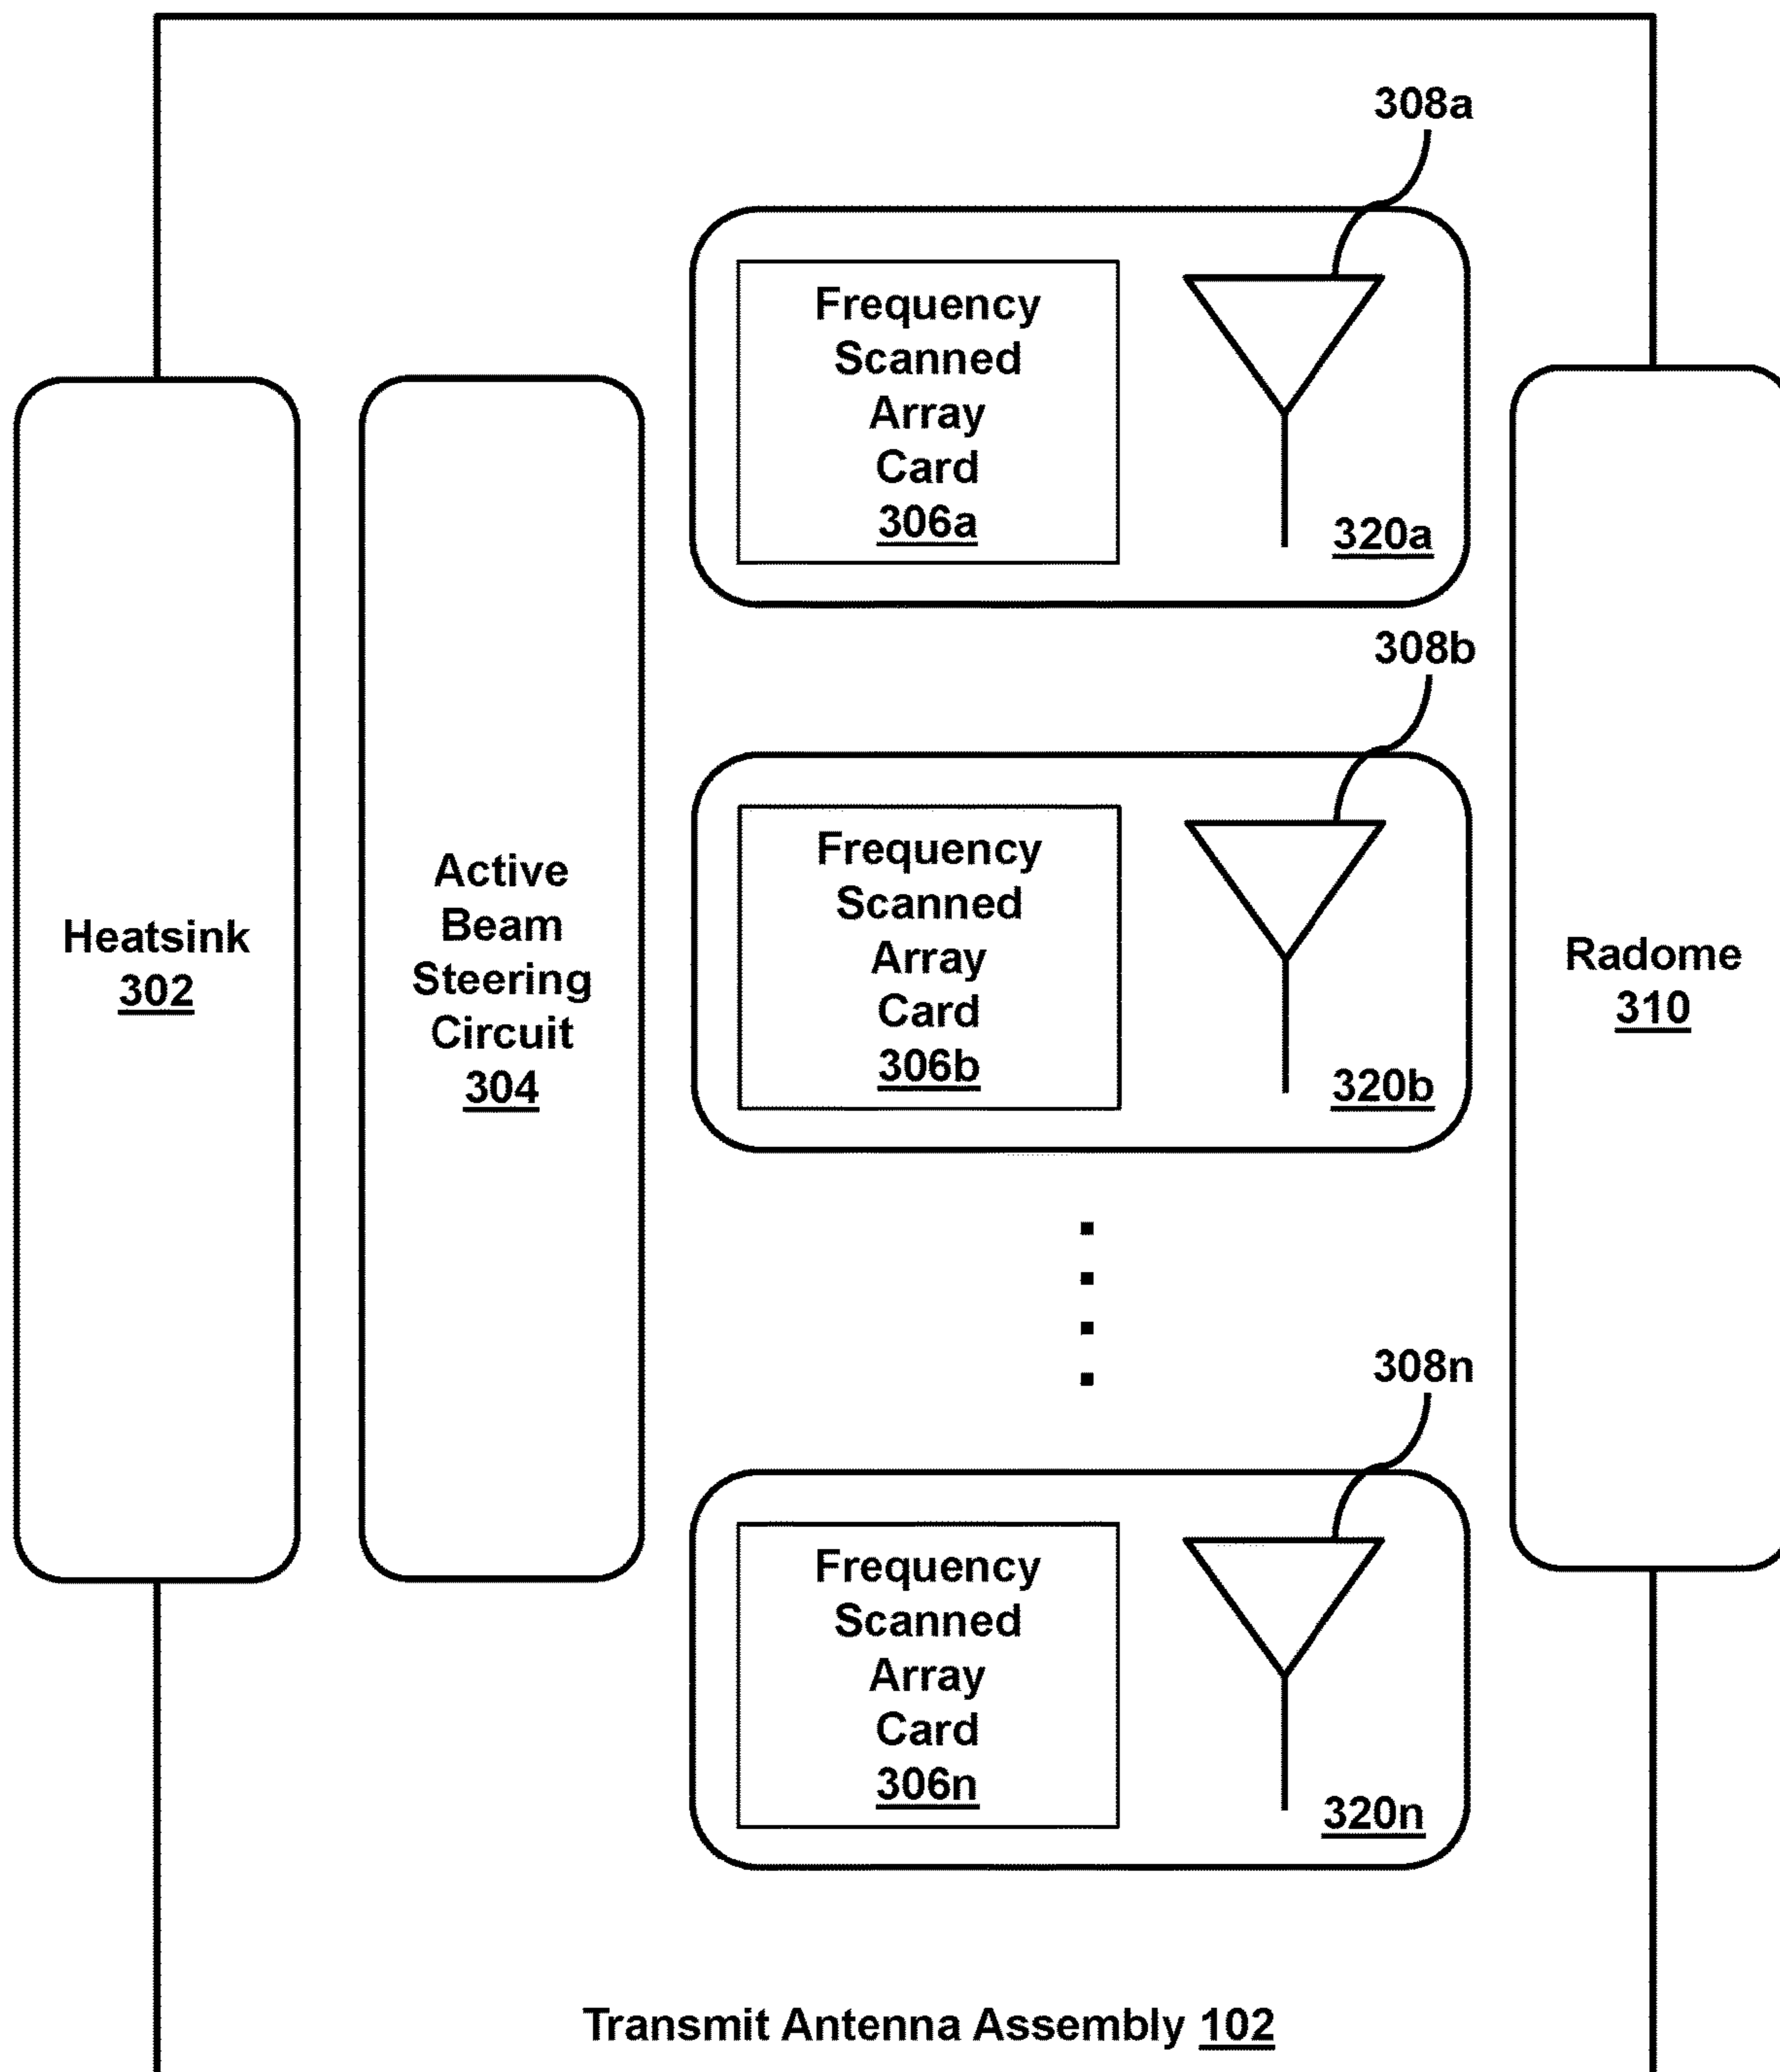 308a
Frequency
Scanned
Array
Card
306a
320a
308b
Frequency
Scanned
Array
Card
306b
320b
Heatsink
302
Active
Beam
Steering
Circuit
304
Radome
310
308n
Frequency
Scanned
Array
Card
306n
320n
Transmit Antenna Assembly 102